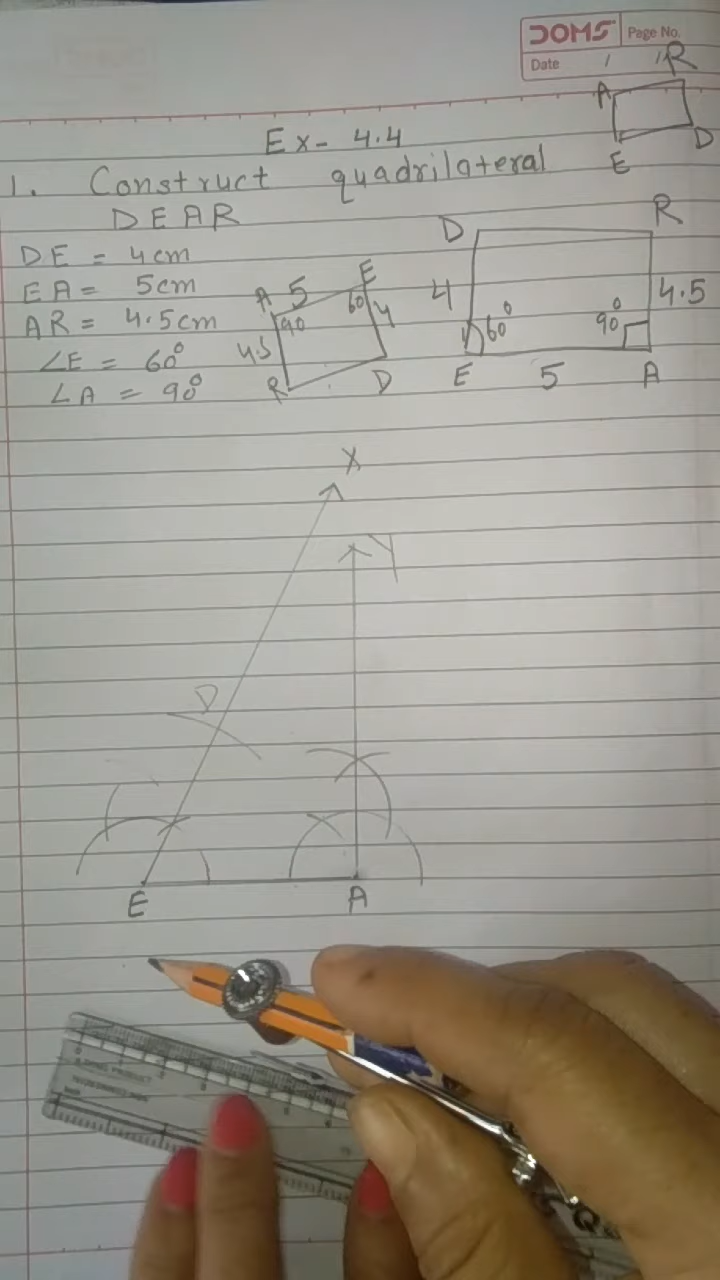 DOMS Page No.
Date / /
R
A
D
E
Ex- 4.4
1. Construct quadrilateral
DEAR
DE = 4cm
EA = 5cm
AR = 4.5cm
∠E = 60°
∠A = 90°
A 5 E
90 60 4
4.5
R D
D R
4 4.5
60° 90°
E 5 A
X
Y
D
E A